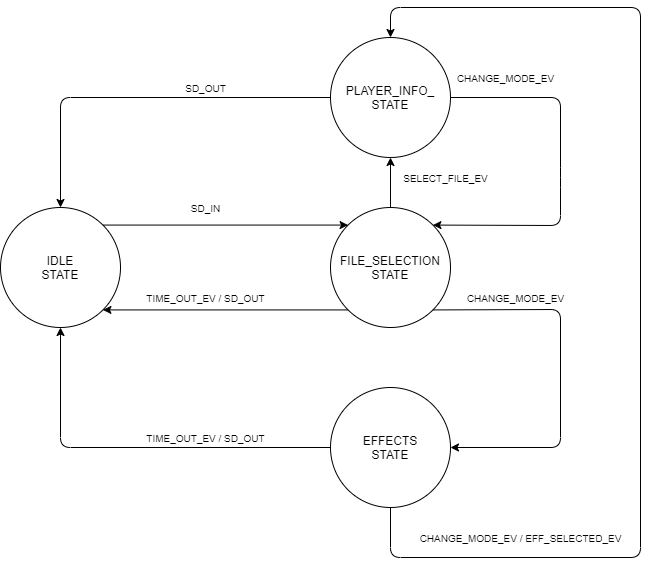 CHANGE_MODE_EV
SD_OUT
PLAYER_INFO_
STATE
SELECT_FILE_EV
SD_IN
IDLE
STATE
FILE_SELECTION
STATE
TIME_OUT_EV / SD_OUT
CHANGE_MODE_EV
TIME_OUT_EV / SD_OUT
EFFECTS
STATE
CHANGE_MODE_EV / EFF_SELECTED_EV